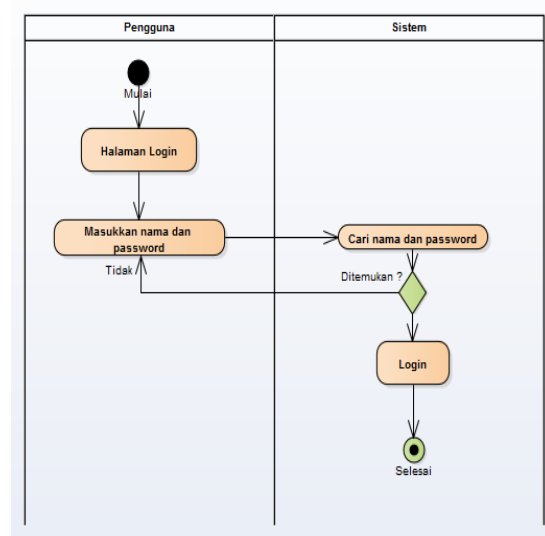 Pengguna
Sistem
Mulai
Halaman Login
Masukkan nama dan
password
Cari nama dan password
Tidak
Ditemukan ?
Login
Selesai